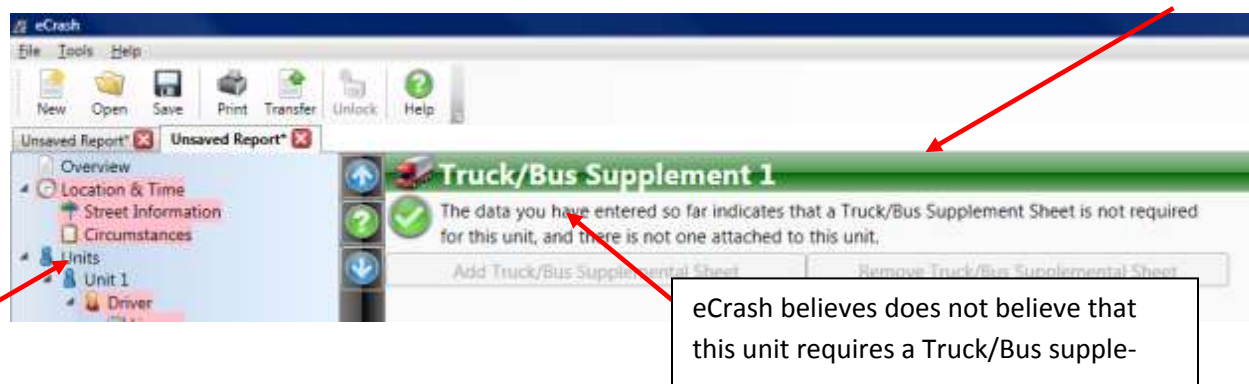 eCrash
File Tools Help
New Open Save Print Transfer Unlock Help
Unsaved Report* Unsaved Report*
Overview
Location & Time
Street Information
Circumstances
Units
Unit 1
Driver
Truck/Bus Supplement 1
The data you have entered so far indicates that a Truck/Bus Supplement Sheet is not required
for this unit, and there is not one attached to this unit.
Add Truck/Bus Supplemental Sheet Remove Truck/Bus Supplemental Sheet
eCrash believes does not believe that
this unit requires a Truck/Bus supple-